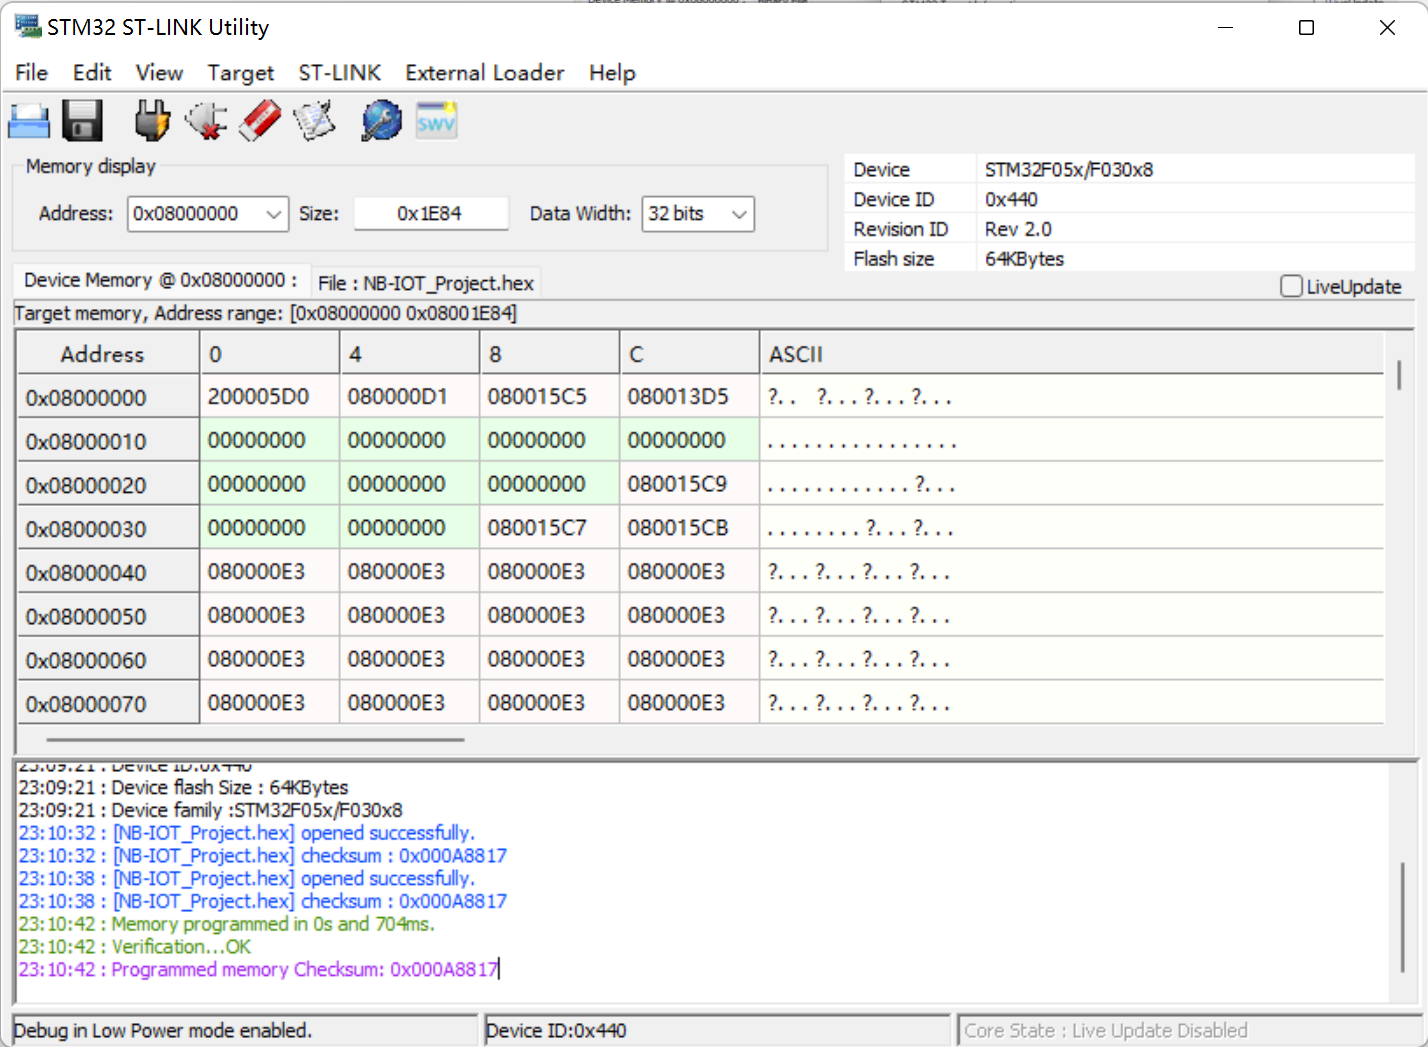 STM32 ST-LINK Utility
File Edit View Target ST-LINK External Loader Help
SWV
Memory display
Address: 0x08000000 Size: 0x1E84 Data Width: 32 bits
Device STM32F05x/F030x8
Device ID 0x440
Revision ID Rev 2.0
Flash size 64KBytes
LiveUpdate
Device Memory @ 0x08000000 : File : NB-IOT_Project.hex
Target memory, Address range: [0x08000000 0x08001E84]
Address 0 4 8 C ASCII
0x08000000 200005D0 080000D1 080015C5 080013D5 ?.. ?...?...?...
0x08000010 00000000 00000000 00000000 00000000 ................
0x08000020 00000000 00000000 00000000 080015C9 ............?...
0x08000030 00000000 00000000 080015C7 080015CB ........?...?...
0x08000040 080000E3 080000E3 080000E3 080000E3 ?...?...?...?...
0x08000050 080000E3 080000E3 080000E3 080000E3 ?...?...?...?...
0x08000060 080000E3 080000E3 080000E3 080000E3 ?...?...?...?...
0x08000070 080000E3 080000E3 080000E3 080000E3 ?...?...?...?...
23:09:21 : Device ID:0x440
23:09:21 : Device flash Size : 64KBytes
23:09:21 : Device family :STM32F05x/F030x8
23:10:32 : [NB-IOT_Project.hex] opened successfully.
23:10:32 : [NB-IOT_Project.hex] checksum : 0x000A8817
23:10:38 : [NB-IOT_Project.hex] opened successfully.
23:10:38 : [NB-IOT_Project.hex] checksum : 0x000A8817
23:10:42 : Memory programmed in 0s and 704ms.
23:10:42 : Verification...OK
23:10:42 : Programmed memory Checksum: 0x000A8817
Debug in Low Power mode enabled. Device ID:0x440 Core State : Live Update Disabled